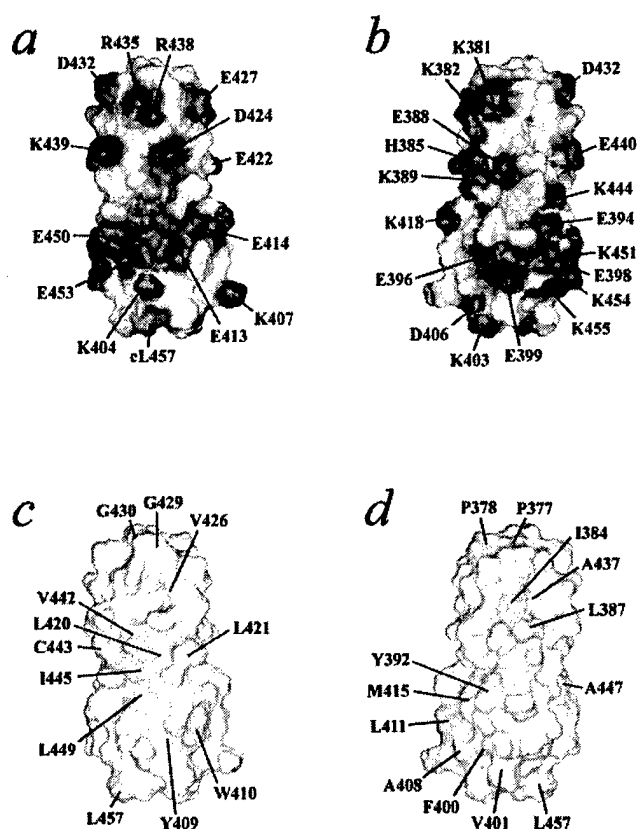 a
R435
R438
D432
E427
D424
K439
E422
E450
E414
E453
K407
K404
E413
cL457
b
K381
K382
D432
E388
H385
E440
K389
K444
K418
E394
K451
E396
E398
K454
D406
K455
K403
E399
c
G429
G430
V426
V442
L420
L421
C443
I445
L449
W410
L457
Y409
d
P378
P377
I384
A437
L387
Y392
M415
A447
L411
A408
F400
V401
L457